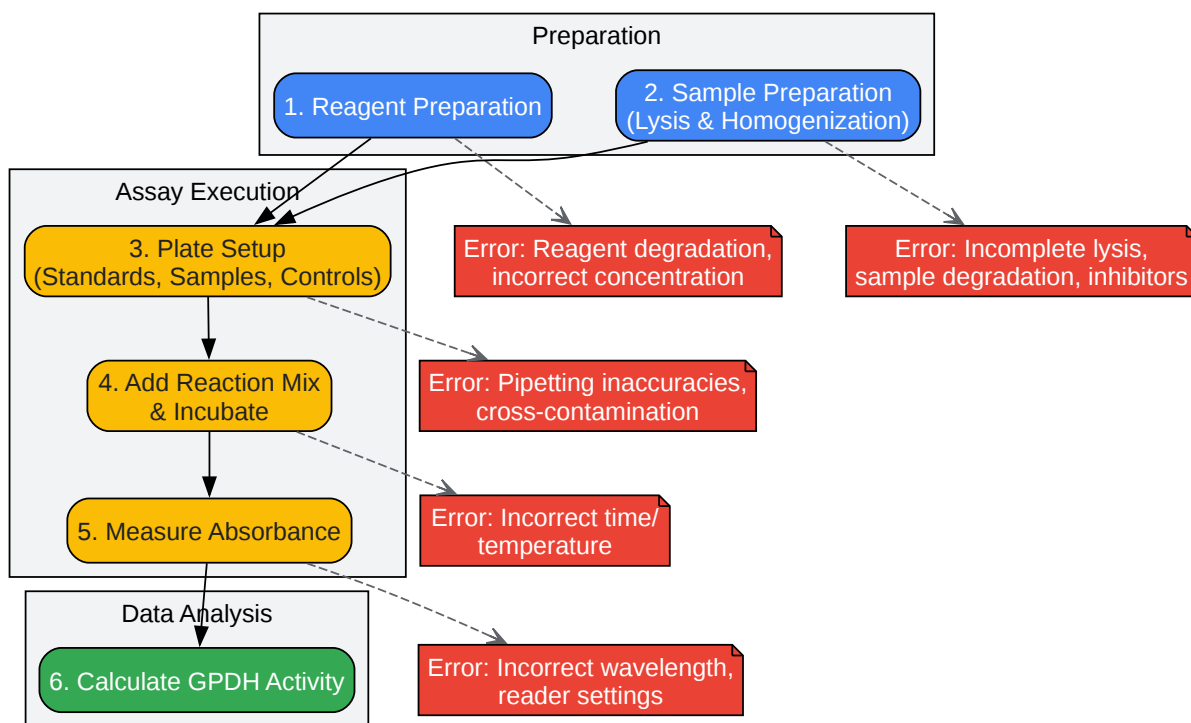 Preparation
1. Reagent Preparation
2. Sample Preparation
(Lysis & Homogenization)
Assay Execution
3. Plate Setup
(Standards, Samples, Controls)
Error: Reagent degradation,
incorrect concentration
Error: Incomplete lysis,
sample degradation, inhibitors
4. Add Reaction Mix
& Incubate
Error: Pipetting inaccuracies,
cross-contamination
5. Measure Absorbance
Error: Incorrect time/
temperature
Data Analysis
6. Calculate GPDH Activity
Error: Incorrect wavelength,
reader settings